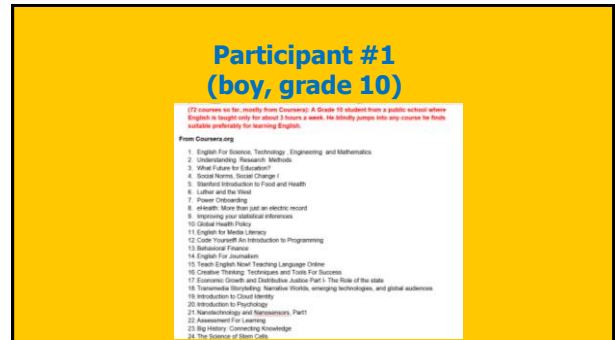 Participant #1
(boy, grade 10)
(72 courses so far, mostly from Coursera): A Grade 10 student from a public school where
English is taught only for about 3 hours a week. He blindly jumps into any course he finds
suitable preferably for learning English.
From Coursera.org
1. English For Science, Technology , Engineering and Mathematics
2. Understanding Research Methods
3. What Future for Education?
4. Social Norms, Social Change I
5. Stanford Introduction to Food and Health
6. Luther and the West
7. Power Onboarding
8. eHealth: More than just an electric record
9. Improving your statistical inferences
10. Global Health Policy
11. English for Media Literacy
12. Code Yourself! An Introduction to Programming
13. Behavioral Finance
14. English For Journalism
15. Teach English Now! Teaching Language Online
16. Creative Thinking: Techniques and Tools For Success
17. Economic Growth and Distributive Justice Part I- The Role of the state
18. Transmedia Storytelling: Narrative Worlds, emerging technologies, and global audiences
19. Introduction to Cloud Identity
20. Introduction to Psychology
21. Nanotechnology and Nanosensors, Part1
22. Assessment For Learning
23. Big History: Connecting Knowledge
24. The Science of Stem Cells